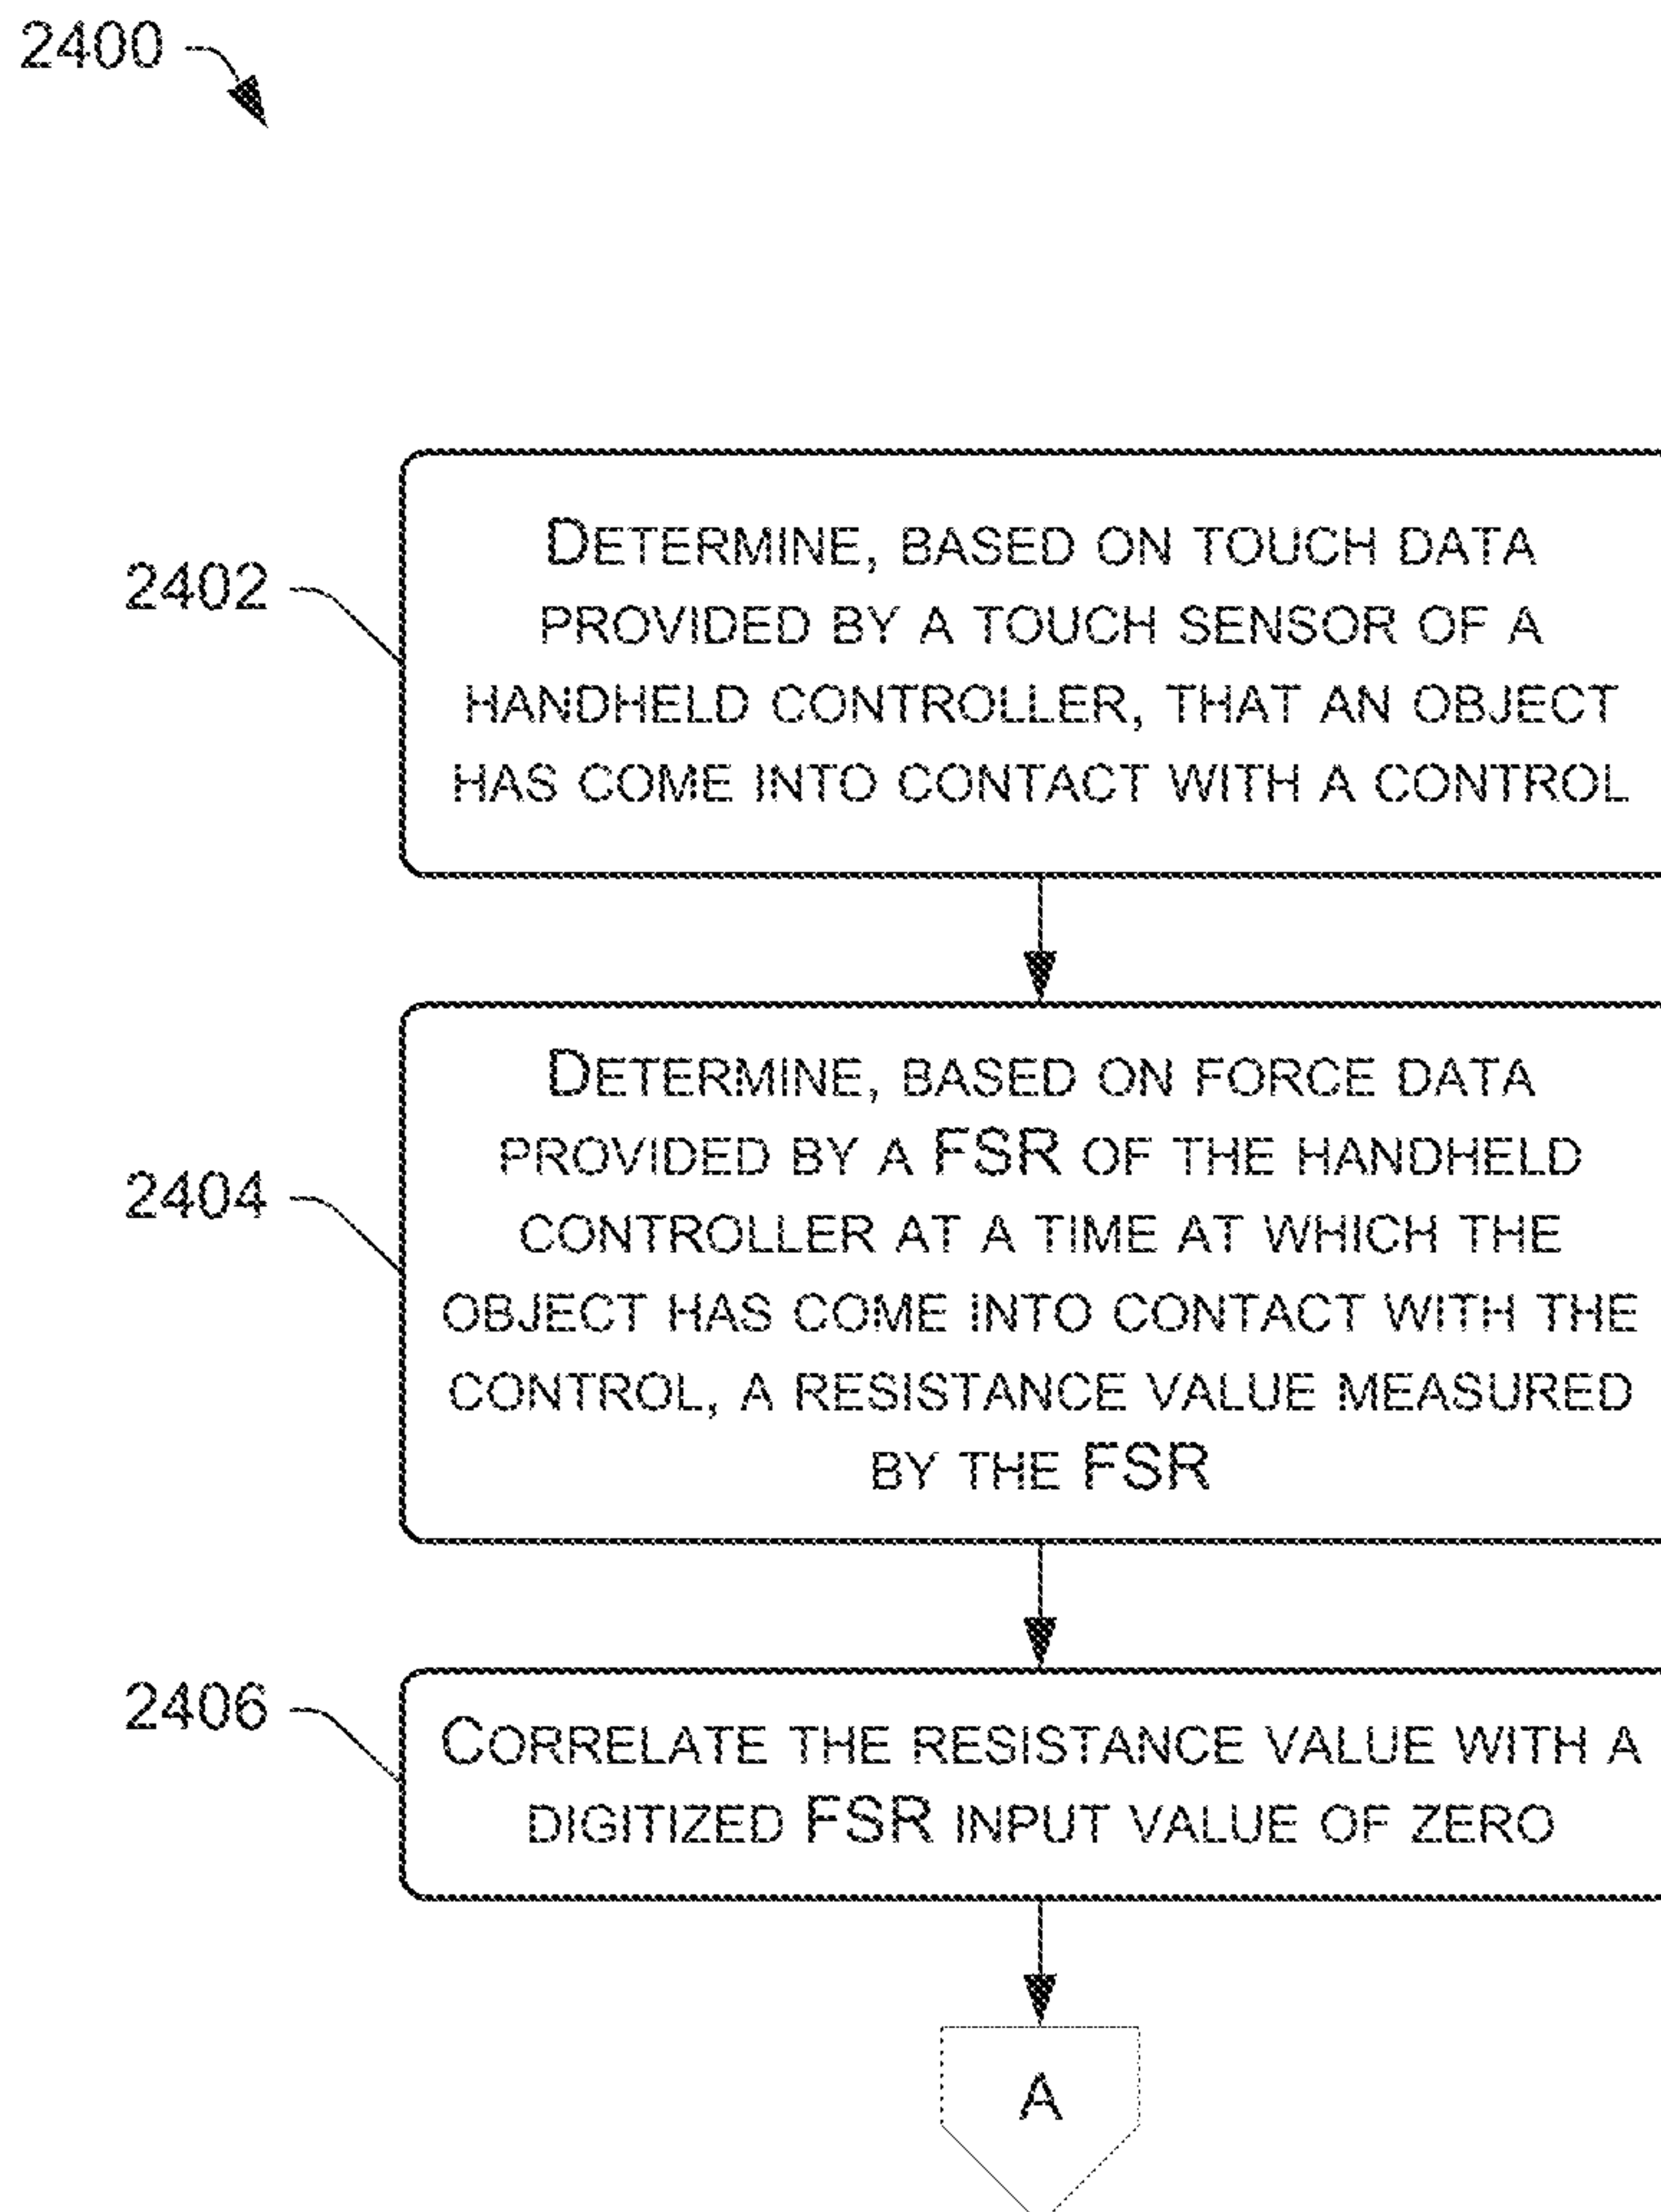 2400
2402
DETERMINE, BASED ON TOUCH DATA
PROVIDED BY A TOUCH SENSOR OF A
HANDHELD CONTROLLER, THAT AN OBJECT
HAS COME INTO CONTACT WITH A CONTROL
2404
DETERMINE, BASED ON FORCE DATA
PROVIDED BY A FSR OF THE HANDHELD
CONTROLLER AT A TIME AT WHICH THE
OBJECT HAS COME INTO CONTACT WITH THE
CONTROL, A RESISTANCE VALUE MEASURED
BY THE FSR
2406
CORRELATE THE RESISTANCE VALUE WITH A
DIGITIZED FSR INPUT VALUE OF ZERO
A